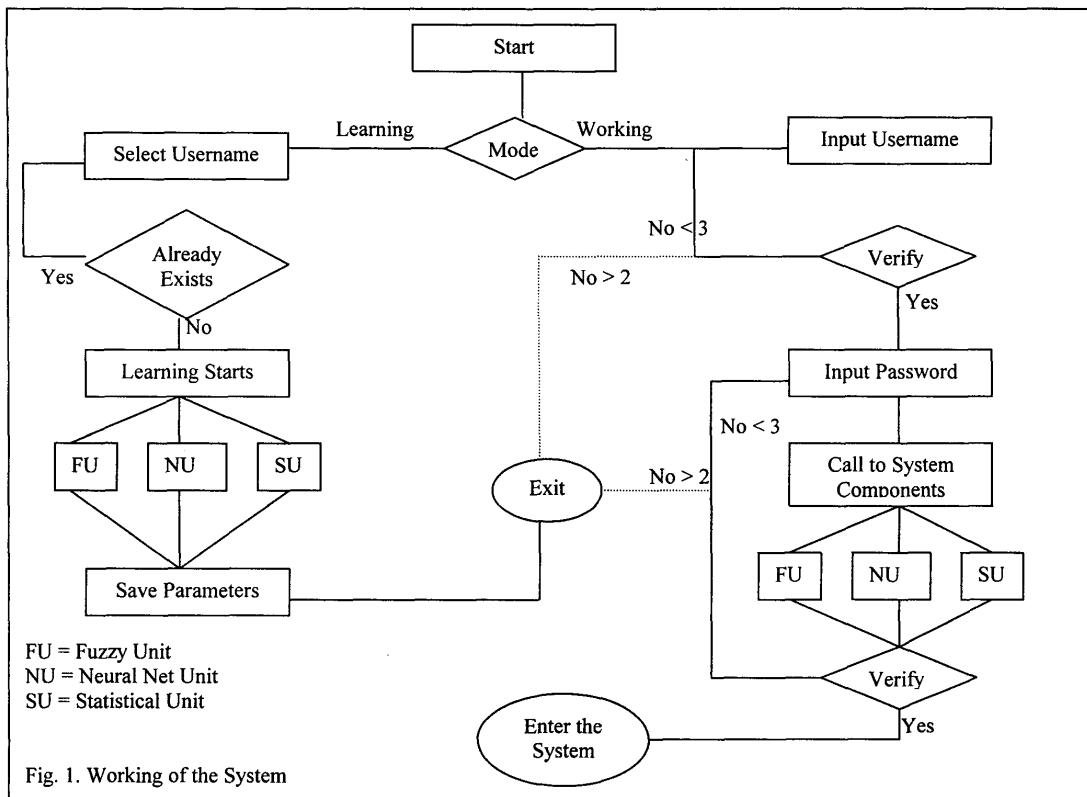 Start
Learning
Working
Select Username
Mode
Input Username
No < 3
Already
Exists
Verify
Yes
No > 2
Yes
No
Learning Starts
Input Password
No < 3
FU
NU
SU
Call to System
Components
Exit
No > 2
FU
NU
SU
Save Parameters
FU = Fuzzy Unit
NU = Neural Net Unit
SU = Statistical Unit
Verify
Yes
Enter the
System
Fig. 1. Working of the System